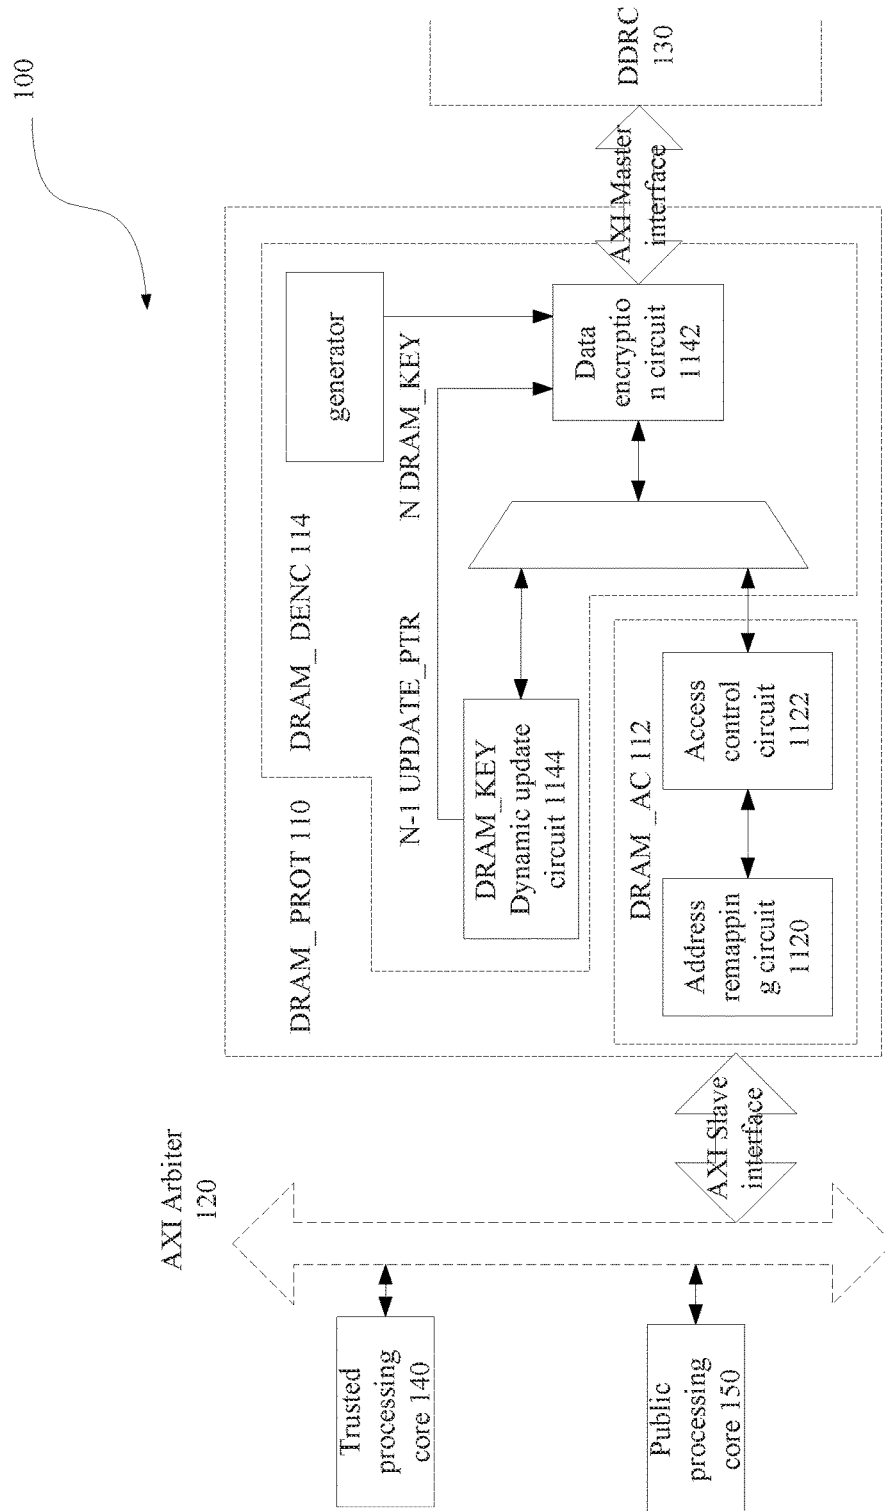 100
AXI Arbiter
120
Trusted
processing
core 140
Public
processing
core 150
AXI Slave
interface
DRAM_PROT 110
DRAM_DENC 114
generator
N-1 UPDATE_PTR
N DRAM_KEY
DRAM_KEY
Dynamic update
circuit 1144
Data
encryptio
n circuit
1142
DRAM_AC 112
Address
remappin
g circuit
1120
Access
control
circuit
1122
AXI Master
interface
DDRC
130